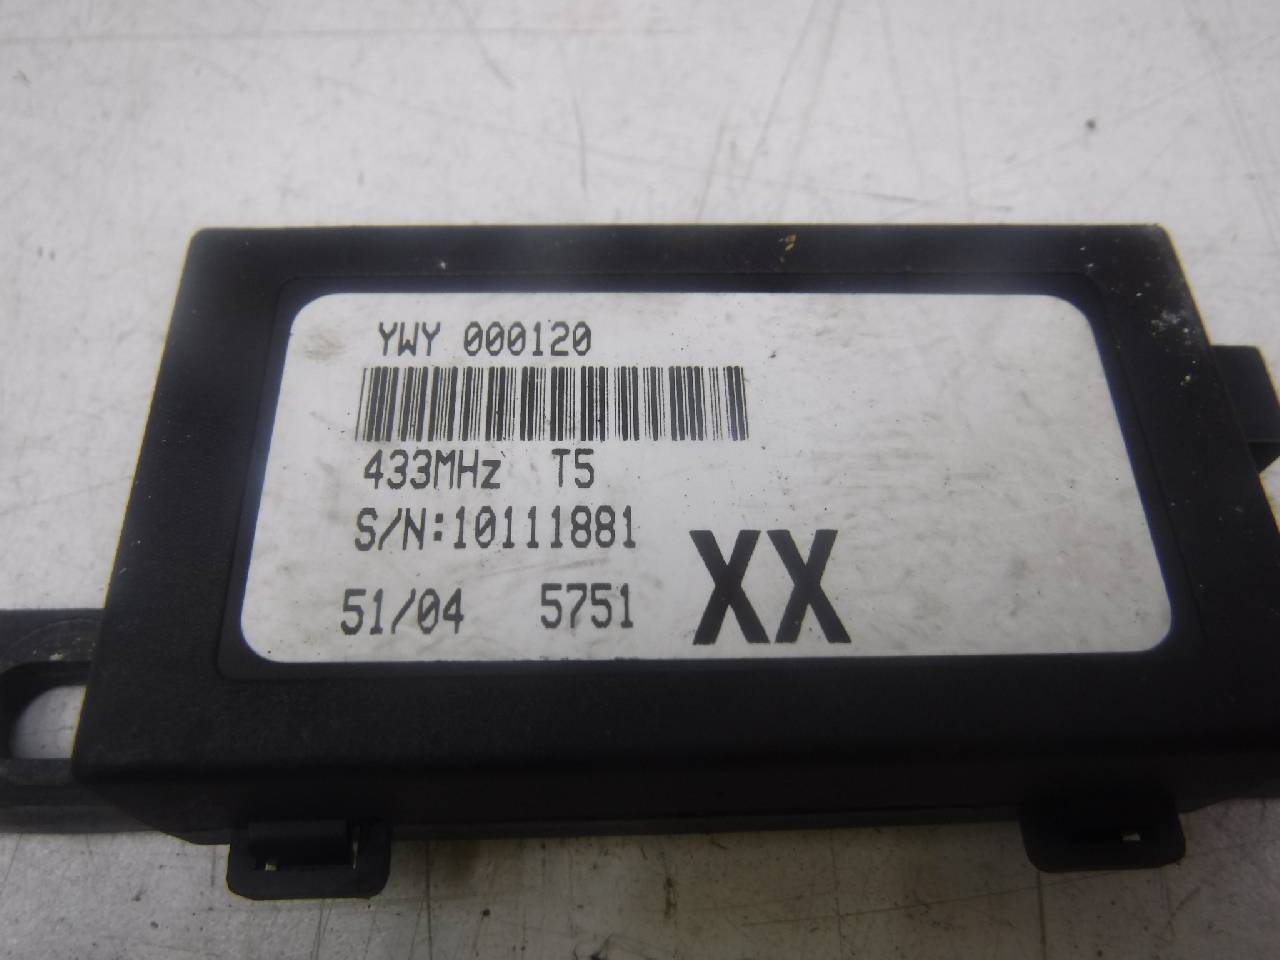 YWY 000120
433MHz T5
S/N:10111881
51/04 5751 XX